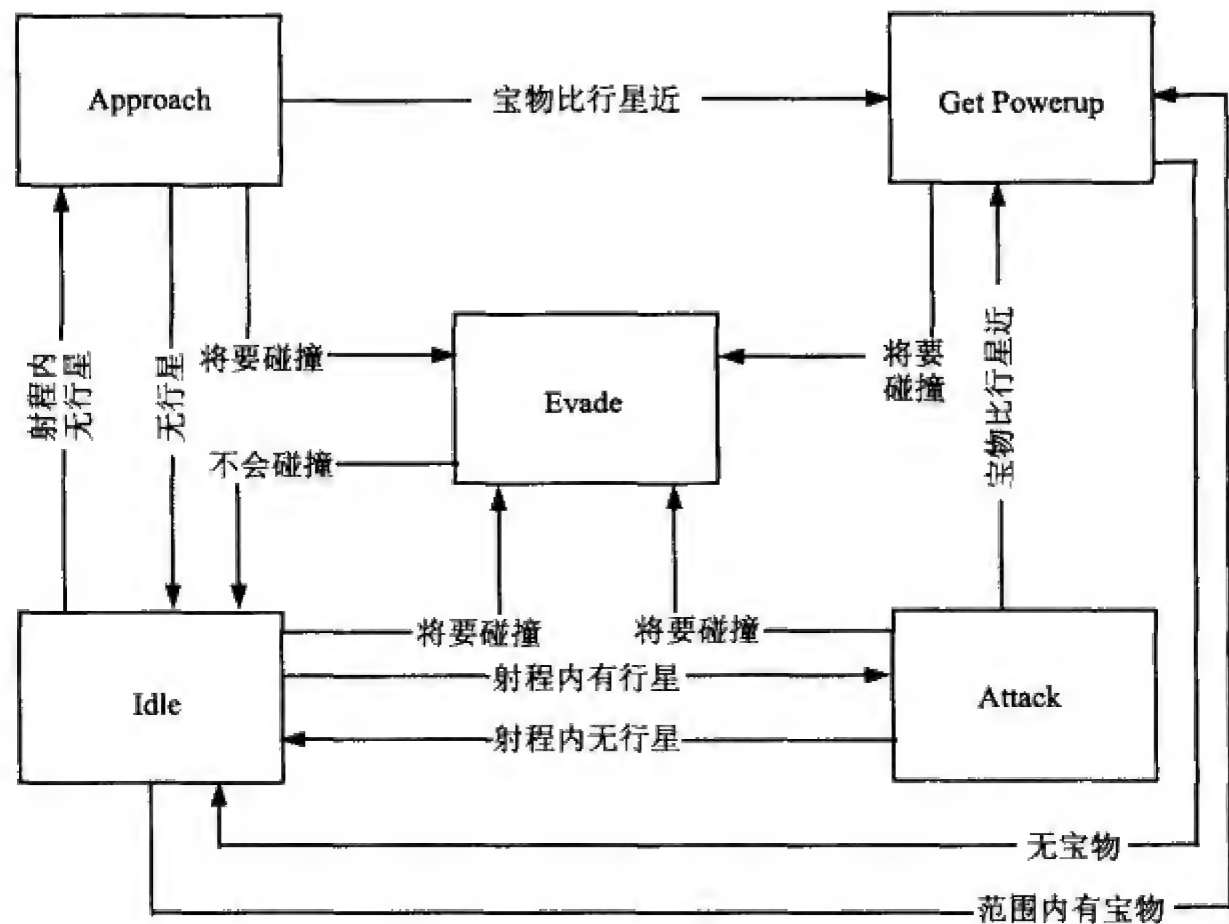 Approach
宝物比行星近
Get Powerup
射程内
无行星
无行星
将要碰撞
Evade
将要
碰撞
宝物比行星近
不会碰撞
将要碰撞
将要碰撞
Idle
射程内有行星
Attack
射程内无行星
无宝物
范围内有宝物